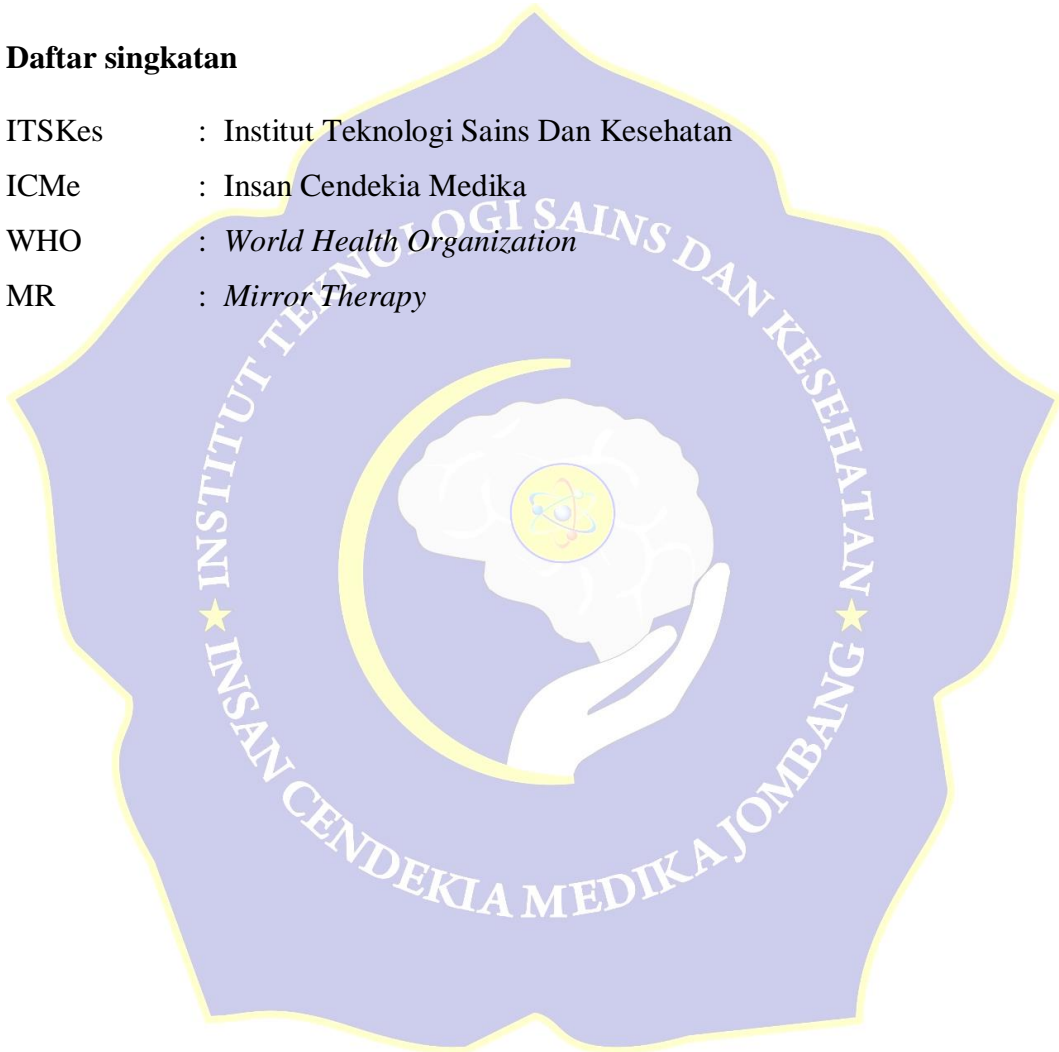 Daftar singkatan
ITSKes : Institut Teknologi Sains Dan Kesehatan
ICMe : Insan Cendekia Medika
WHO : World Health Organization
MR : Mirror Therapy
INSTITUT TEKNOLOGI SAINS DAN KESEHATAN
INSAN CENDEKIA MEDIKA JOMBANG